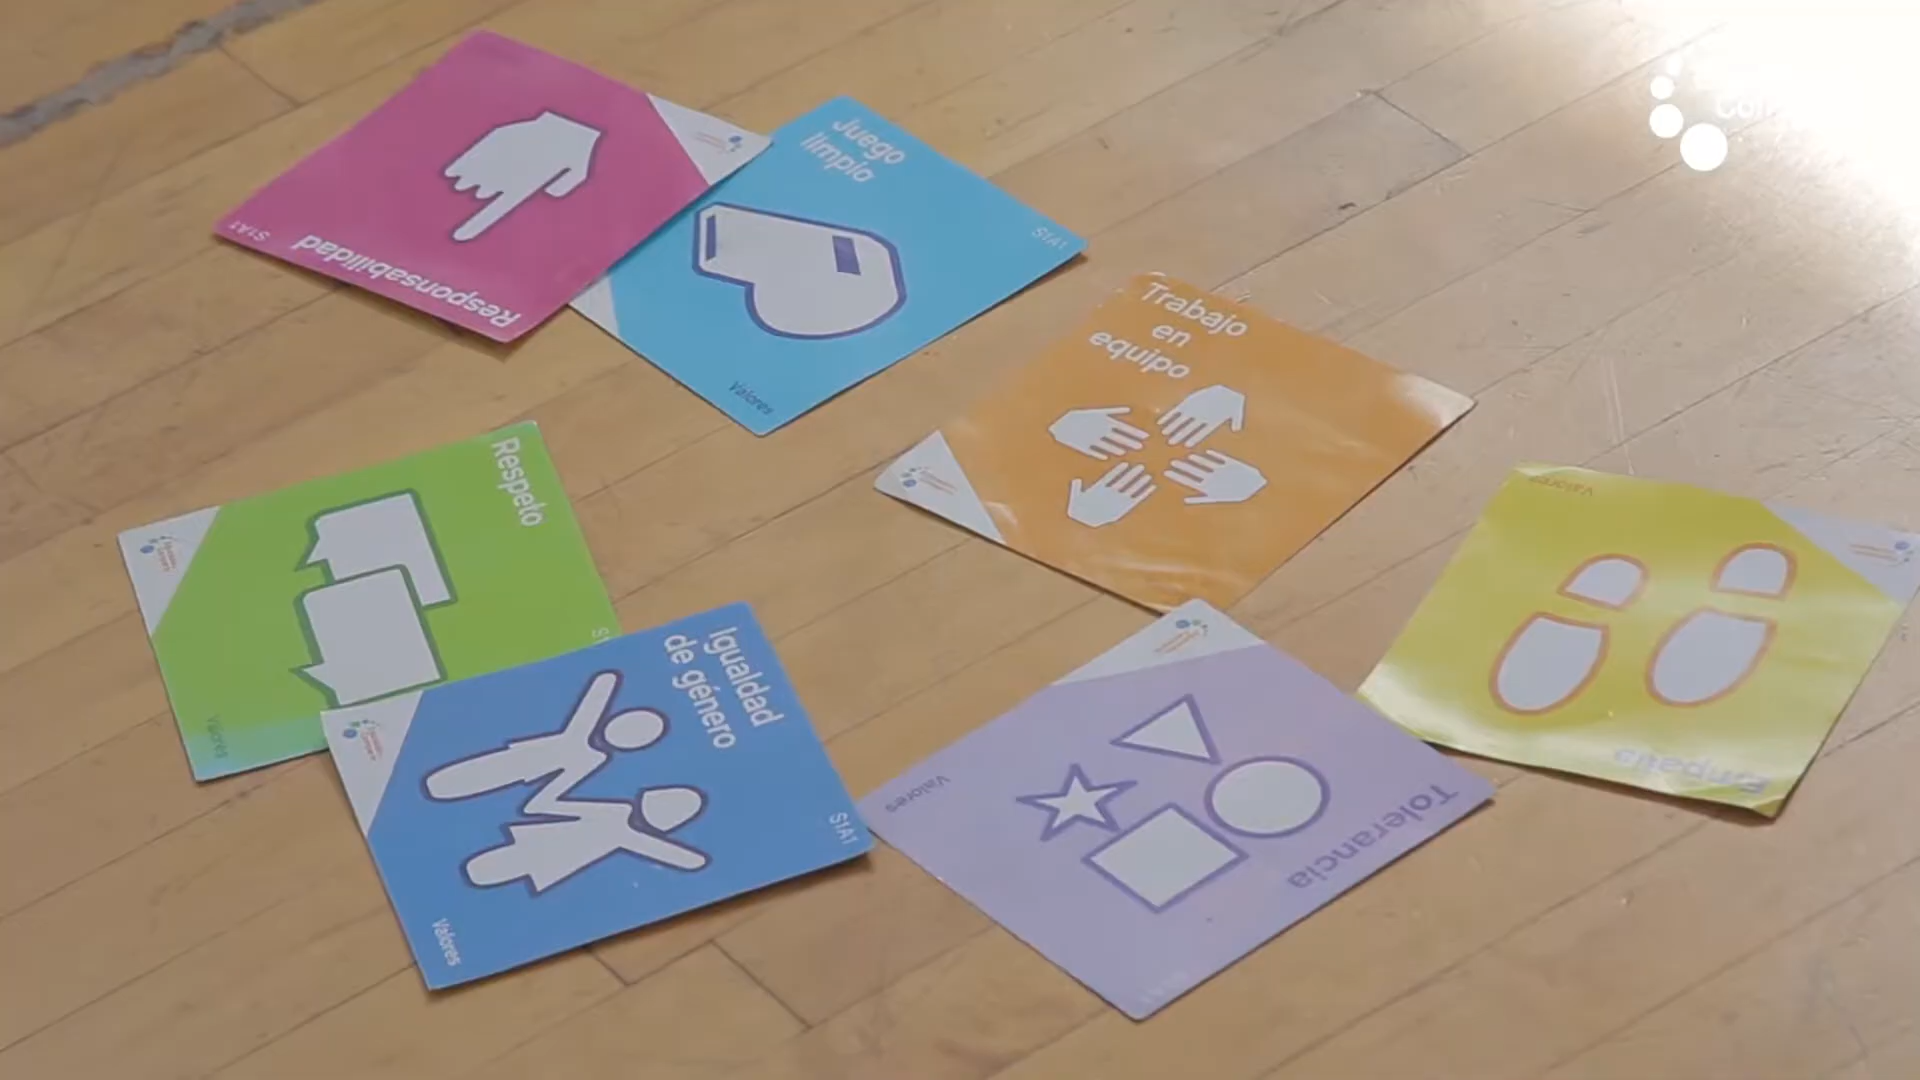 Juego
limpio
S1A1
Valores
Responsabilidad
S1A1
Trabajo
en
equipo
Respeto
Valores
Igualdad
de género
S1A1
Valores
Tolerancia
Valores
Empatía
Valores